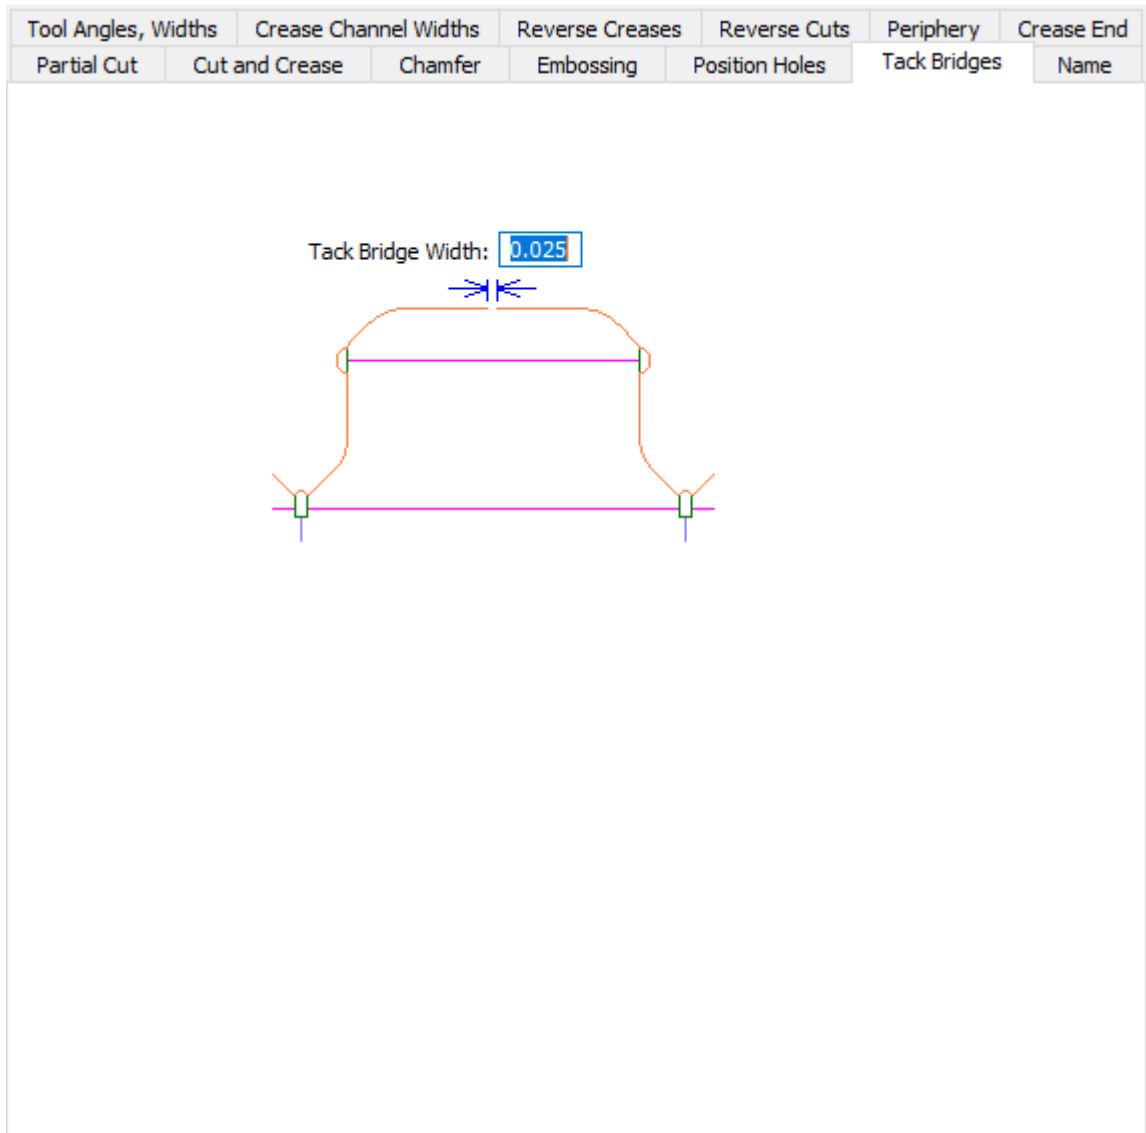 Tool Angles, Widths Crease Channel Widths Reverse Creases Reverse Cuts Periphery Crease End
Partial Cut Cut and Crease Chamfer Embossing Position Holes Tack Bridges Name
Tack Bridge Width: 0.025